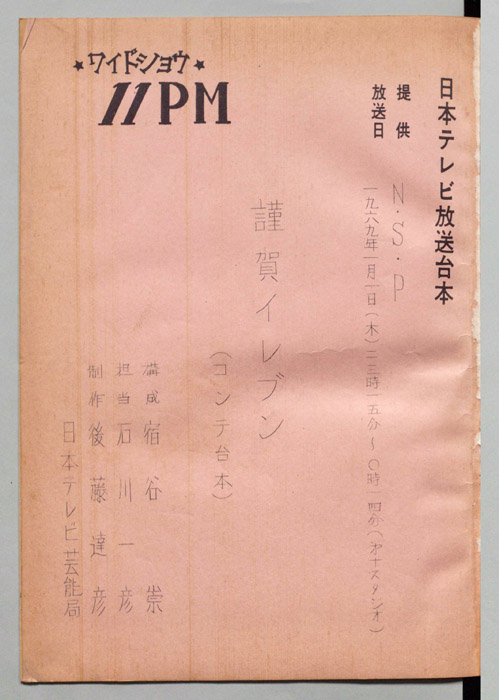 日本テレビ放送台本
提供 N・S・P
放送日 一九六九年一月一日(木)二三時一五分〜〇時一四分(第十スタジオ)
★ワイドショウ★
11PM
謹賀イレブン
(コンテ台本)
構成 宿谷 崇
担当 石川一彦
制作 後藤達彦
日本テレビ芸能局